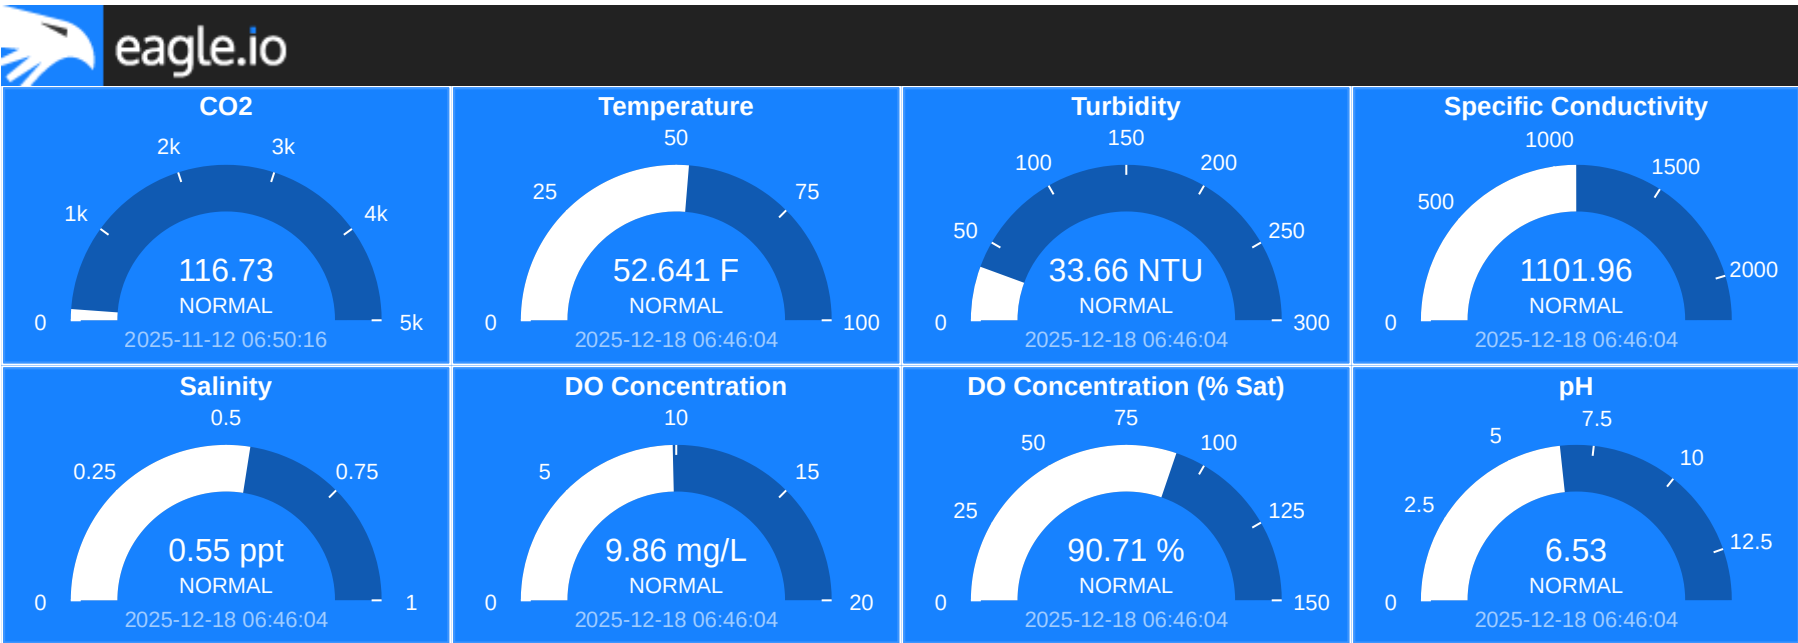 eagle.io
CO2
2k
3k
1k
4k
116.73
NORMAL
0
5k
2025-11-12 06:50:16
Temperature
50
25
75
52.641 F
NORMAL
0
100
2025-12-18 06:46:04
Turbidity
150
100
200
50
250
33.66 NTU
NORMAL
0
300
2025-12-18 06:46:04
Specific Conductivity
1000
1500
500
2000
1101.96
NORMAL
0
2025-12-18 06:46:04
Salinity
0.5
0.25
0.75
0.55 ppt
NORMAL
0
1
2025-12-18 06:46:04
DO Concentration
10
5
15
9.86 mg/L
NORMAL
0
20
2025-12-18 06:46:04
DO Concentration (% Sat)
75
50
100
25
125
90.71 %
NORMAL
0
150
2025-12-18 06:46:04
pH
7.5
5
10
2.5
12.5
6.53
NORMAL
0
2025-12-18 06:46:04